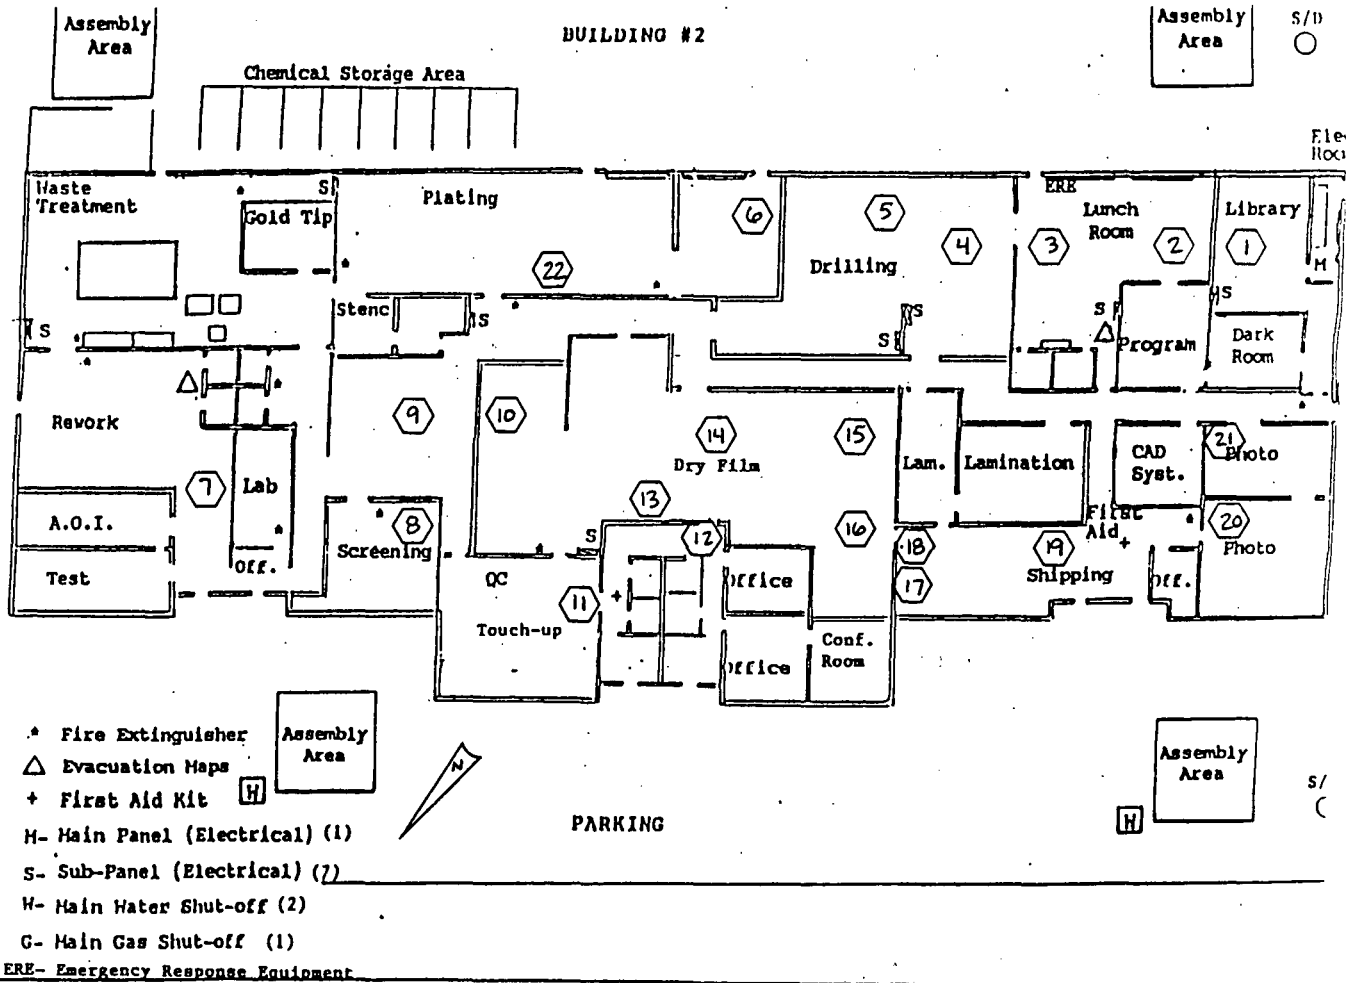 Assembly
Area
BUILDING #2
Assembly
Area
S/D
Chemical Storage Area
Waste
Treatment
S
Gold Tip
Plating
6
5
4
Drilling
ERE
Lunch
Room
3
2
Library
1
M
22
Stenc
S
S
S
S
S
S
Program
Dark
Room
Rework
9
10
14
15
Dry Film
Lam.
Lamination
CAD
Syst.
21
Photo
7
Lab
A.O.I.
8
Screening
13
12
16
First
Aid +
20
Photo
Test
Off.
QC
S
18
19
Shipping
17
Off.
11
+
Office
Touch-up
Conf.
Room
Office
* Fire Extinguisher
△ Evacuation Maps
+ First Aid Kit
W
Assembly
Area
N
PARKING
Assembly
Area
W
S/
M- Main Panel (Electrical) (1)
S- Sub-Panel (Electrical) (7)
W- Main Water Shut-off (2)
G- Main Gas Shut-off (1)
ERE- Emergency Response Equipment